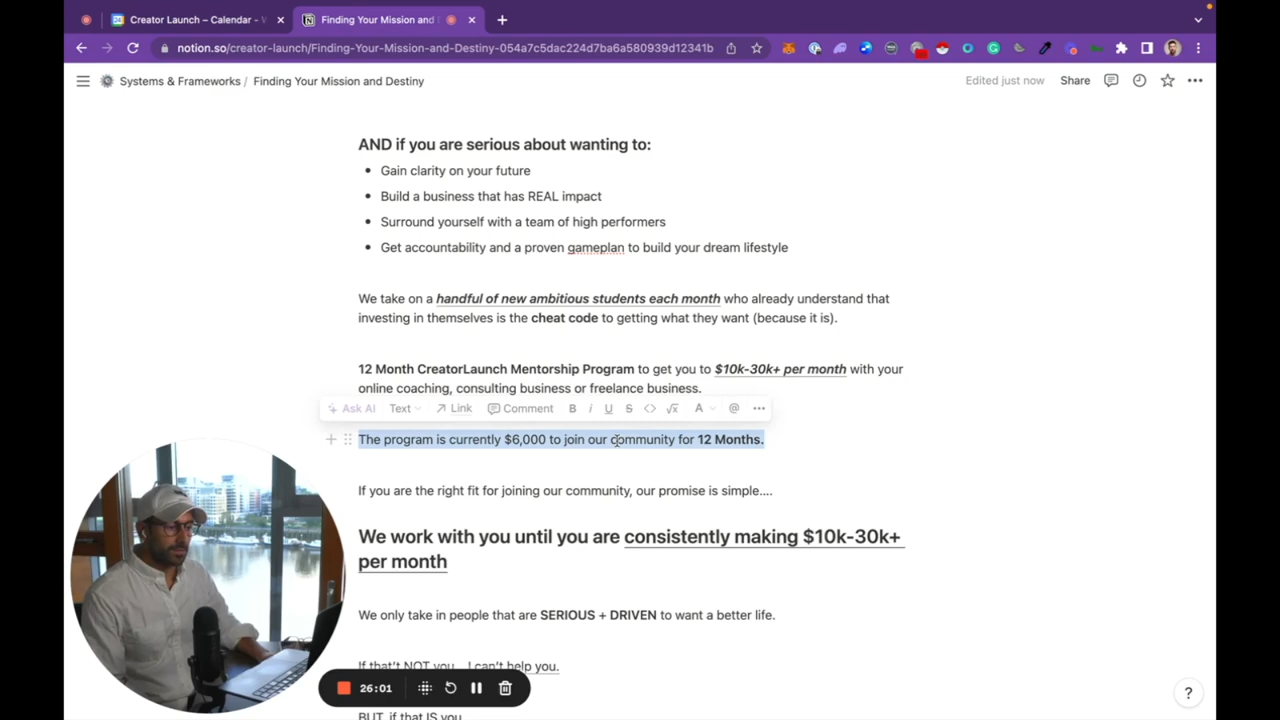 Creator Launch – Calendar -
Finding Your Mission and
notion.so/creator-launch/Finding-Your-Mission-and-Destiny-054a7c5dac224d7ba6a580939d12341b
Systems & Frameworks / Finding Your Mission and Destiny
Edited just now
Share
AND if you are serious about wanting to:
• Gain clarity on your future
• Build a business that has REAL impact
• Surround yourself with a team of high performers
• Get accountability and a proven gameplan to build your dream lifestyle
We take on a handful of new ambitious students each month who already understand that
investing in themselves is the cheat code to getting what they want (because it is).
12 Month CreatorLaunch Mentorship Program to get you to $10k-30k+ per month with your
online coaching, consulting business or freelance business.
Ask AI Text Link Comment B i U S A
The program is currently $6,000 to join our community for 12 Months.
If you are the right fit for joining our community, our promise is simple....
We work with you until you are consistently making $10k-30k+
per month
We only take in people that are SERIOUS + DRIVEN to want a better life.
If that't NOT you... I can't help you.
26:01
BUT, if that IS you
?